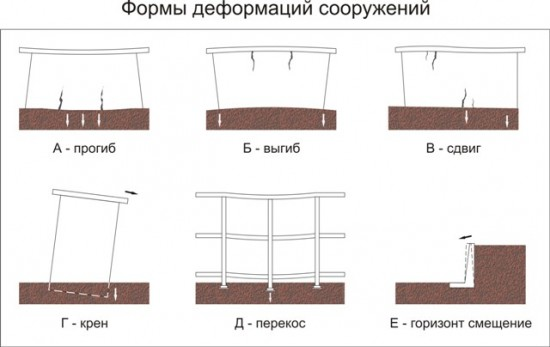 Формы деформаций сооружений
А - прогиб
Б - выгиб
В - сдвиг
Г - крен
Д - перекос
Е - горизонт смещение